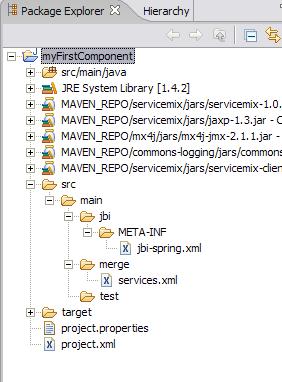 Package Explorer
Hierarchy
myFirstComponent
src/main/java
JRE System Library [1.4.2]
MAVEN_REPO/servicemix/jars/servicemix-1.0.
MAVEN_REPO/servicemix/jars/jaxp-1.3.jar - C
MAVEN_REPO/mx4j/jars/mx4j-jmx-2.1.1.jar -
MAVEN_REPO/commons-logging/jars/commons
MAVEN_REPO/servicemix/jars/servicemix-clien
src
main
jbi
META-INF
jbi-spring.xml
merge
services.xml
test
target
project.properties
project.xml